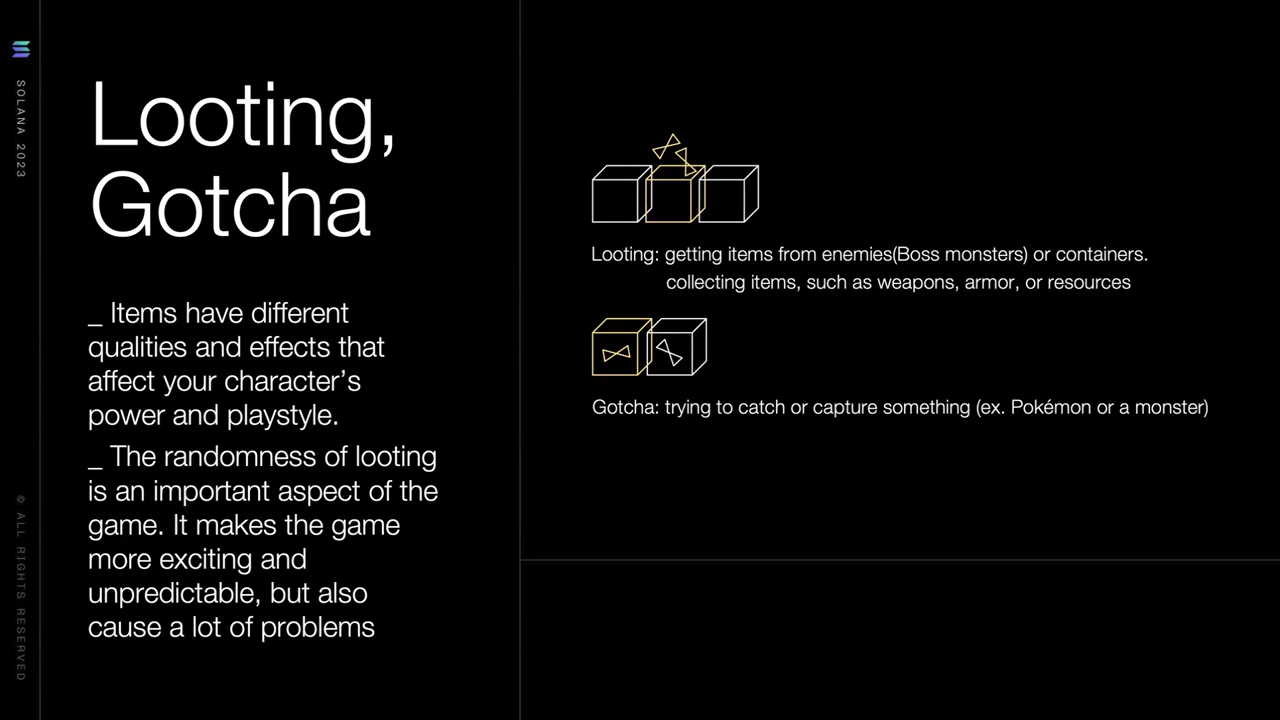 SOLANA 2023
© ALL RIGHTS RESERVED
Looting,
Gotcha
_ Items have different
qualities and effects that
affect your character’s
power and playstyle.
_ The randomness of looting
is an important aspect of the
game. It makes the game
more exciting and
unpredictable, but also
cause a lot of problems
Looting: getting items from enemies(Boss monsters) or containers.
collecting items, such as weapons, armor, or resources
Gotcha: trying to catch or capture something (ex. Pokémon or a monster)